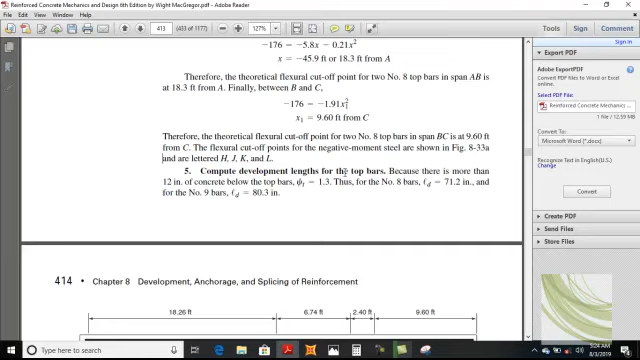 Reinforced Concrete Mechanics and Design 6th Edition by Wight MacGregor.pdf - Adobe Reader
File Edit View Window Help
413 (433 of 1177) 127%
Tools Sign Comment
Sign In
−176 = −5.8x − 0.21x²
x = −45.9 ft or 18.3 ft from A
Therefore, the theoretical flexural cut-off point for two No. 8 top bars in span AB is
at 18.3 ft from A. Finally, between B and C,
−176 = −1.91x₁²
x₁ = 9.60 ft from C
Therefore, the theoretical flexural cut-off point for two No. 8 top bars in span BC is at 9.60 ft
from C. The flexural cut-off points for the negative-moment steel are shown in Fig. 8-33a
and are lettered H, J, K, and L.
5. Compute development lengths for the top bars. Because there is more than
12 in. of concrete below the top bars, ψt = 1.3. Thus, for the No. 8 bars, ℓd = 71.2 in., and
for the No. 9 bars, ℓd = 80.3 in.
414 • Chapter 8 Development, Anchorage, and Splicing of Reinforcement
18.26 ft 6.74 ft 2.40 ft 9.60 ft
Export PDF
Adobe ExportPDF
Convert PDF files to Word or Excel
online.
Select PDF File:
Reinforced Concrete Mechanics
1 file / 12.59 MB
Convert To:
Microsoft Word (*.docx)
Recognize Text in English(U.S.)
Change
Convert
Create PDF
Edit PDF
Send Files
Store Files
Type here to search
5:24 AM
8/3/2019